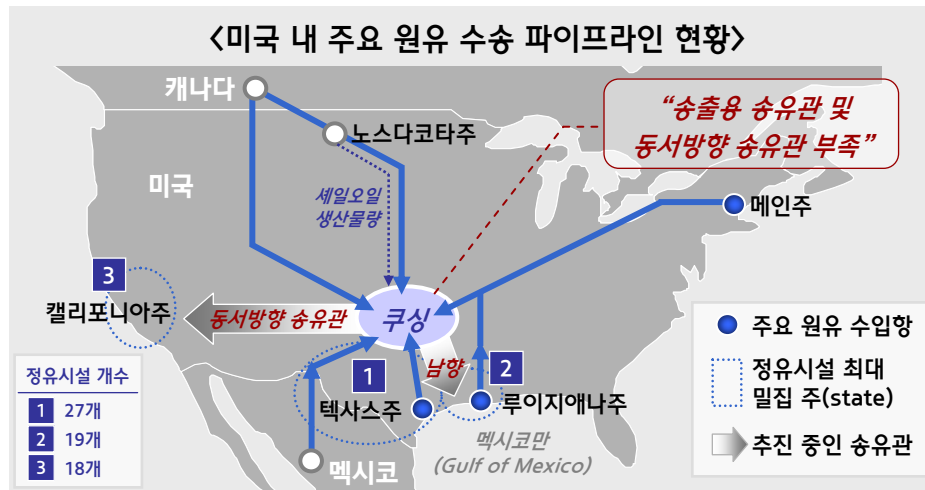 <미국 내 주요 원유 수송 파이프라인 현황>
캐나다
“송출용 송유관 및
동서방향 송유관 부족”
노스다코타주
미국
셰일오일
생산물량
메인주
3
캘리포니아주
동서방향 송유관
쿠싱
주요 원유 수입항
정유시설 최대
밀집 주(state)
추진 중인 송유관
남향
1
2
텍사스주
루이지애나주
정유시설 개수
1 27개
2 19개
3 18개
멕시코만
(Gulf of Mexico)
멕시코